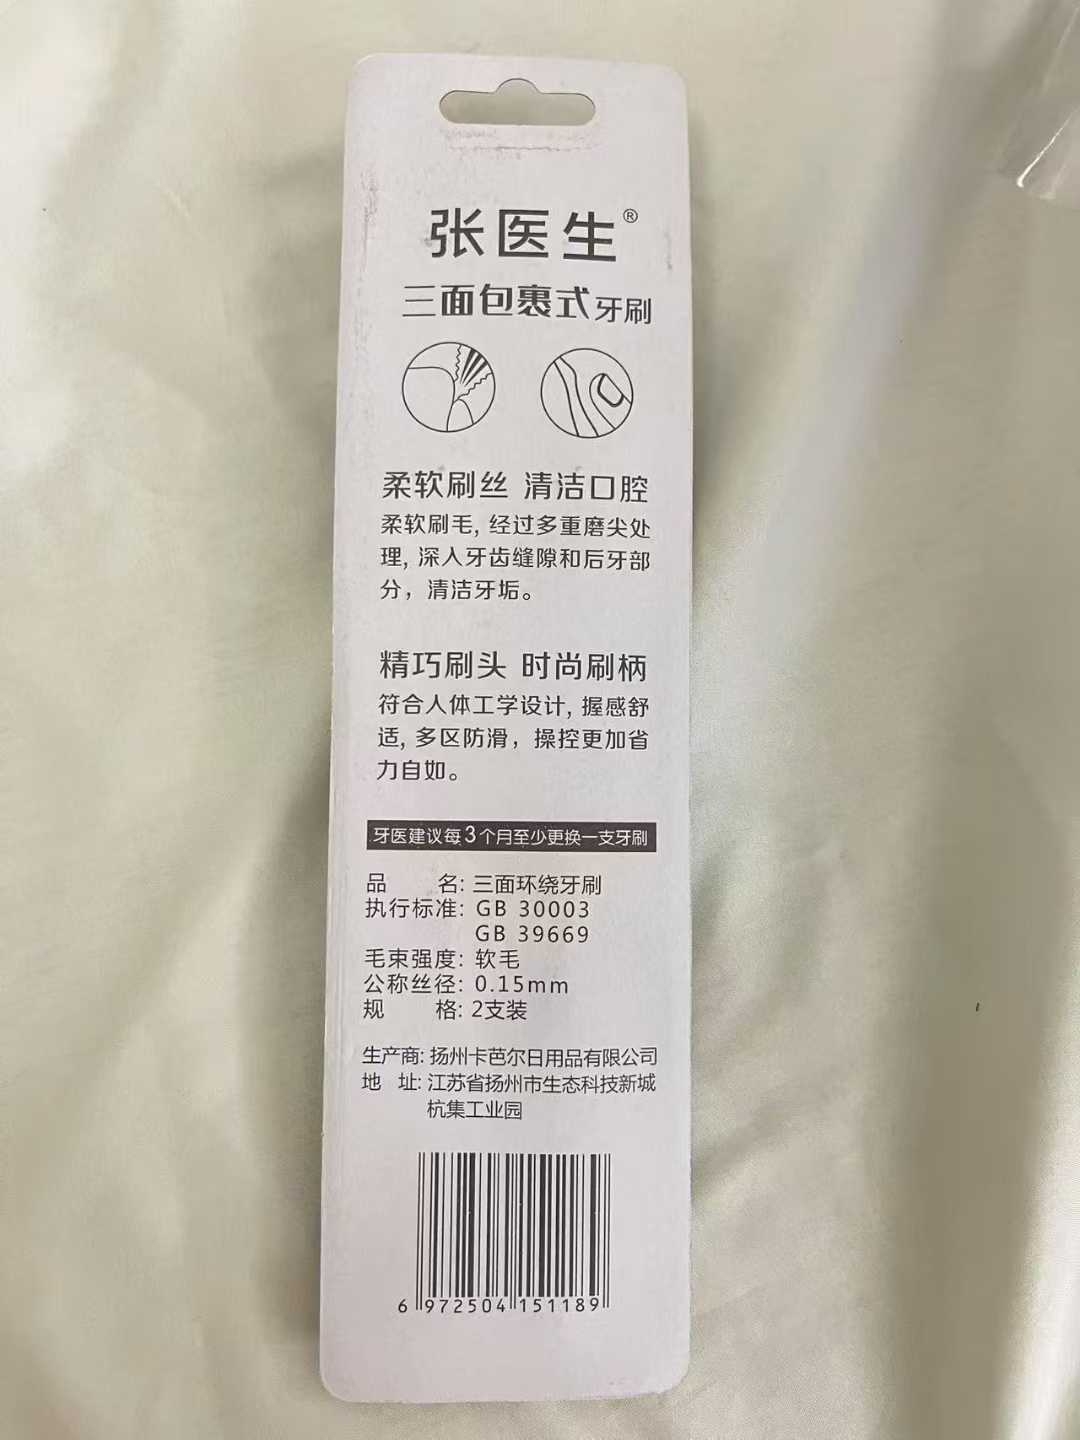 张医生®
三面包裹式牙刷
柔软刷丝 清洁口腔
柔软刷毛, 经过多重磨尖处
理, 深入牙齿缝隙和后牙部
分，清洁牙垢。
精巧刷头 时尚刷柄
符合人体工学设计, 握感舒
适, 多区防滑，操控更加省
力自如。
牙医建议每3个月至少更换一支牙刷
品 名: 三面环绕牙刷
执行标准: GB 30003
GB 39669
毛束强度: 软毛
公称丝径: 0.15mm
规 格: 2支装
生产商: 扬州卡芭尔日用品有限公司
地 址: 江苏省扬州市生态科技新城
杭集工业园
6 972504 151189